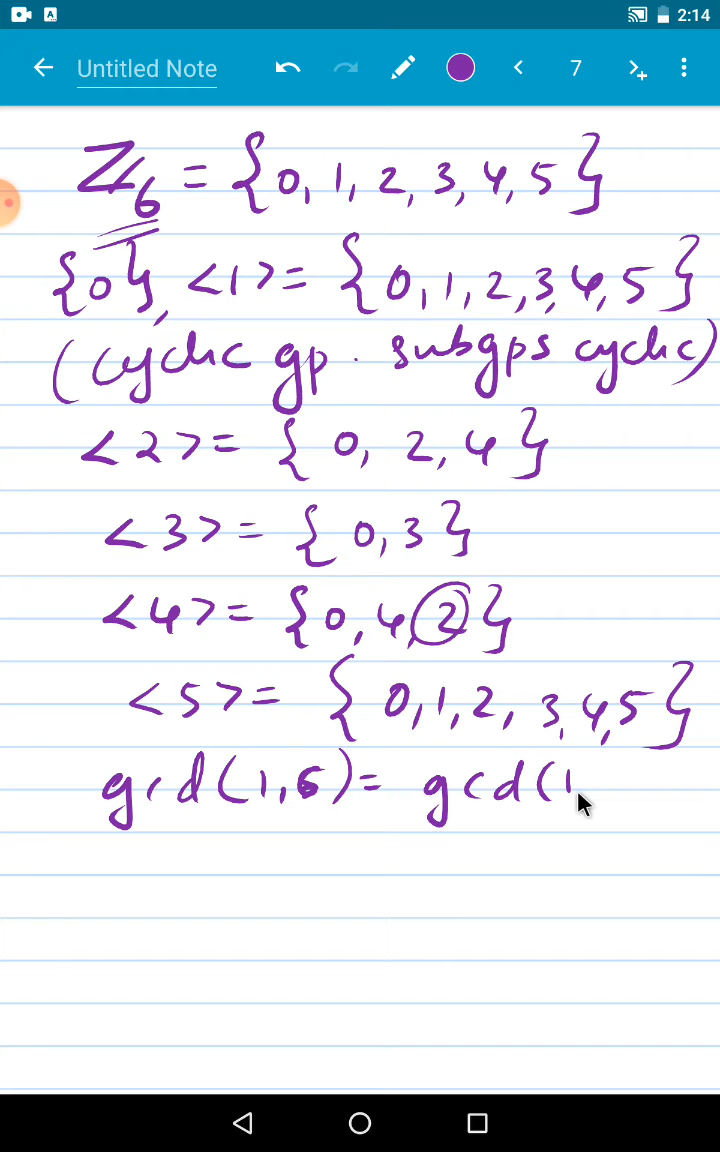 2:14
Untitled Note 7
ℤ6 = {0, 1, 2, 3, 4, 5}
{0}, <1> = {0, 1, 2, 3, 4, 5}
(cyclic gp. subgps cyclic)
<2> = {0, 2, 4}
<3> = {0, 3}
<4> = {0, 4, 2}
<5> = {0, 1, 2, 3, 4, 5}
gcd(1, 6) = gcd(1